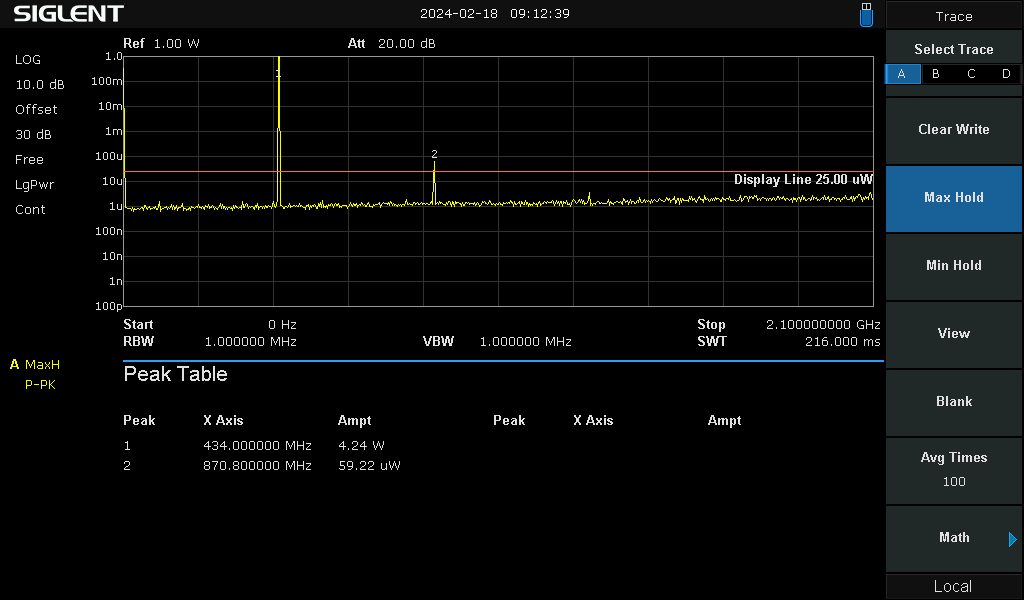 SIGLENT 2024-02-18 09:12:39
Trace
Ref 1.00 W Att 20.00 dB
Select Trace
A B C D
LOG
10.0 dB
Offset
30 dB
Free
LgPwr
Cont
1.0
100m
10m
1m
100u
10u
1u
100n
10n
1n
100p
1
2
Display Line 25.00 uW
Start 0 Hz Stop 2.100000000 GHz
RBW 1.000000 MHz VBW 1.000000 MHz SWT 216.000 ms
A MaxH
P-PK
Peak Table
Peak X Axis Ampt Peak X Axis Ampt
1 434.000000 MHz 4.24 W
2 870.800000 MHz 59.22 uW
Clear Write
Max Hold
Min Hold
View
Blank
Avg Times
100
Math
Local